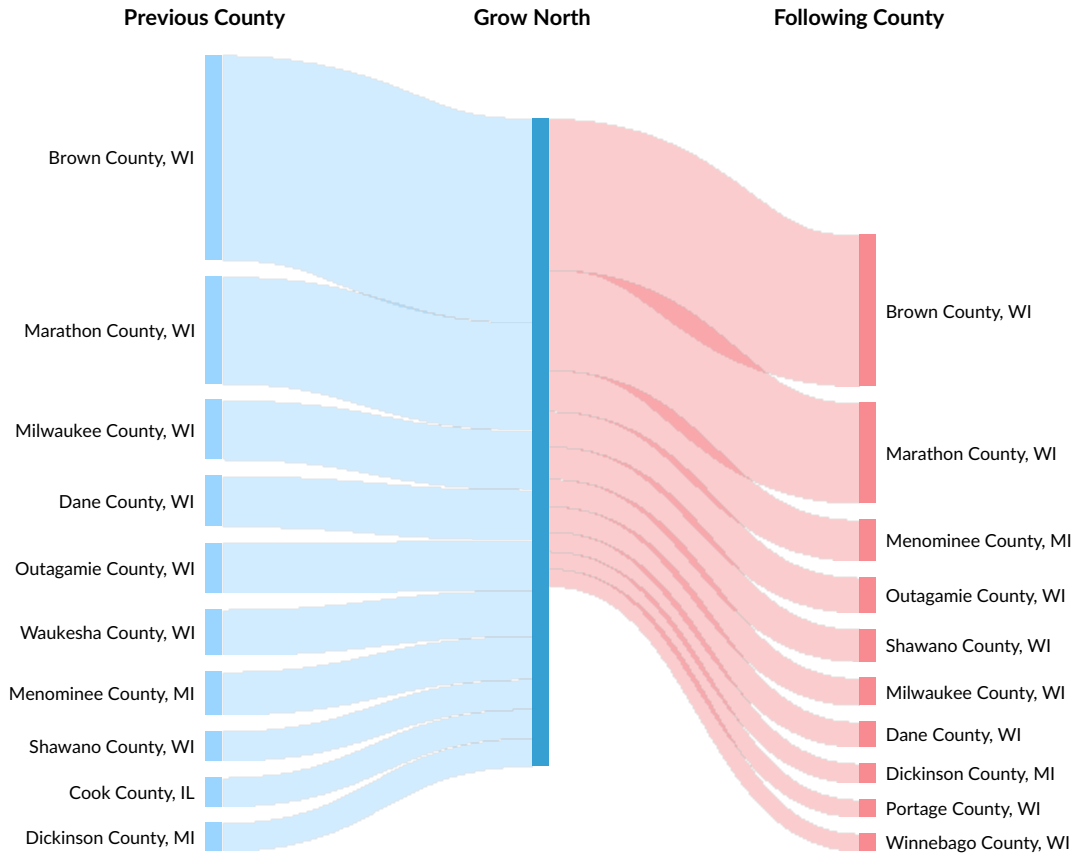 Previous County
Grow North
Following County
Brown County, WI
Marathon County, WI
Milwaukee County, WI
Dane County, WI
Outagamie County, WI
Waukesha County, WI
Menominee County, MI
Shawano County, WI
Cook County, IL
Dickinson County, MI
Brown County, WI
Marathon County, WI
Menominee County, MI
Outagamie County, WI
Shawano County, WI
Milwaukee County, WI
Dane County, WI
Dickinson County, MI
Portage County, WI
Winnebago County, WI